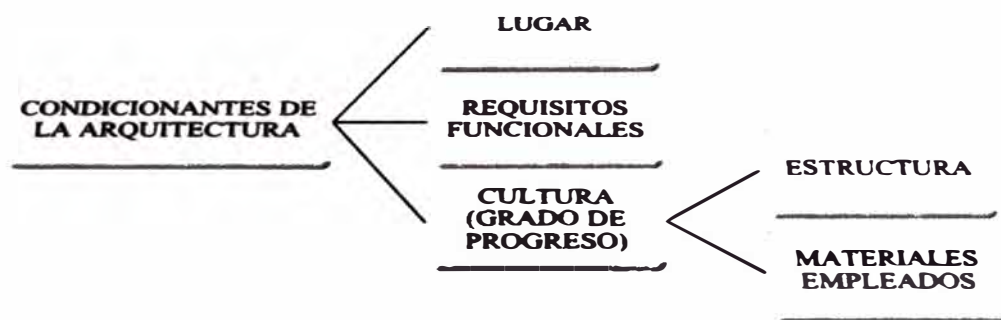 LUGAR
CONDICIONANTES DE
LA ARQUITECTURA
REQUISITOS
FUNCIONALES
CULTURA
(GRADO DE
PROGRESO)
ESTRUCTURA
MATERIALES
EMPLEADOS